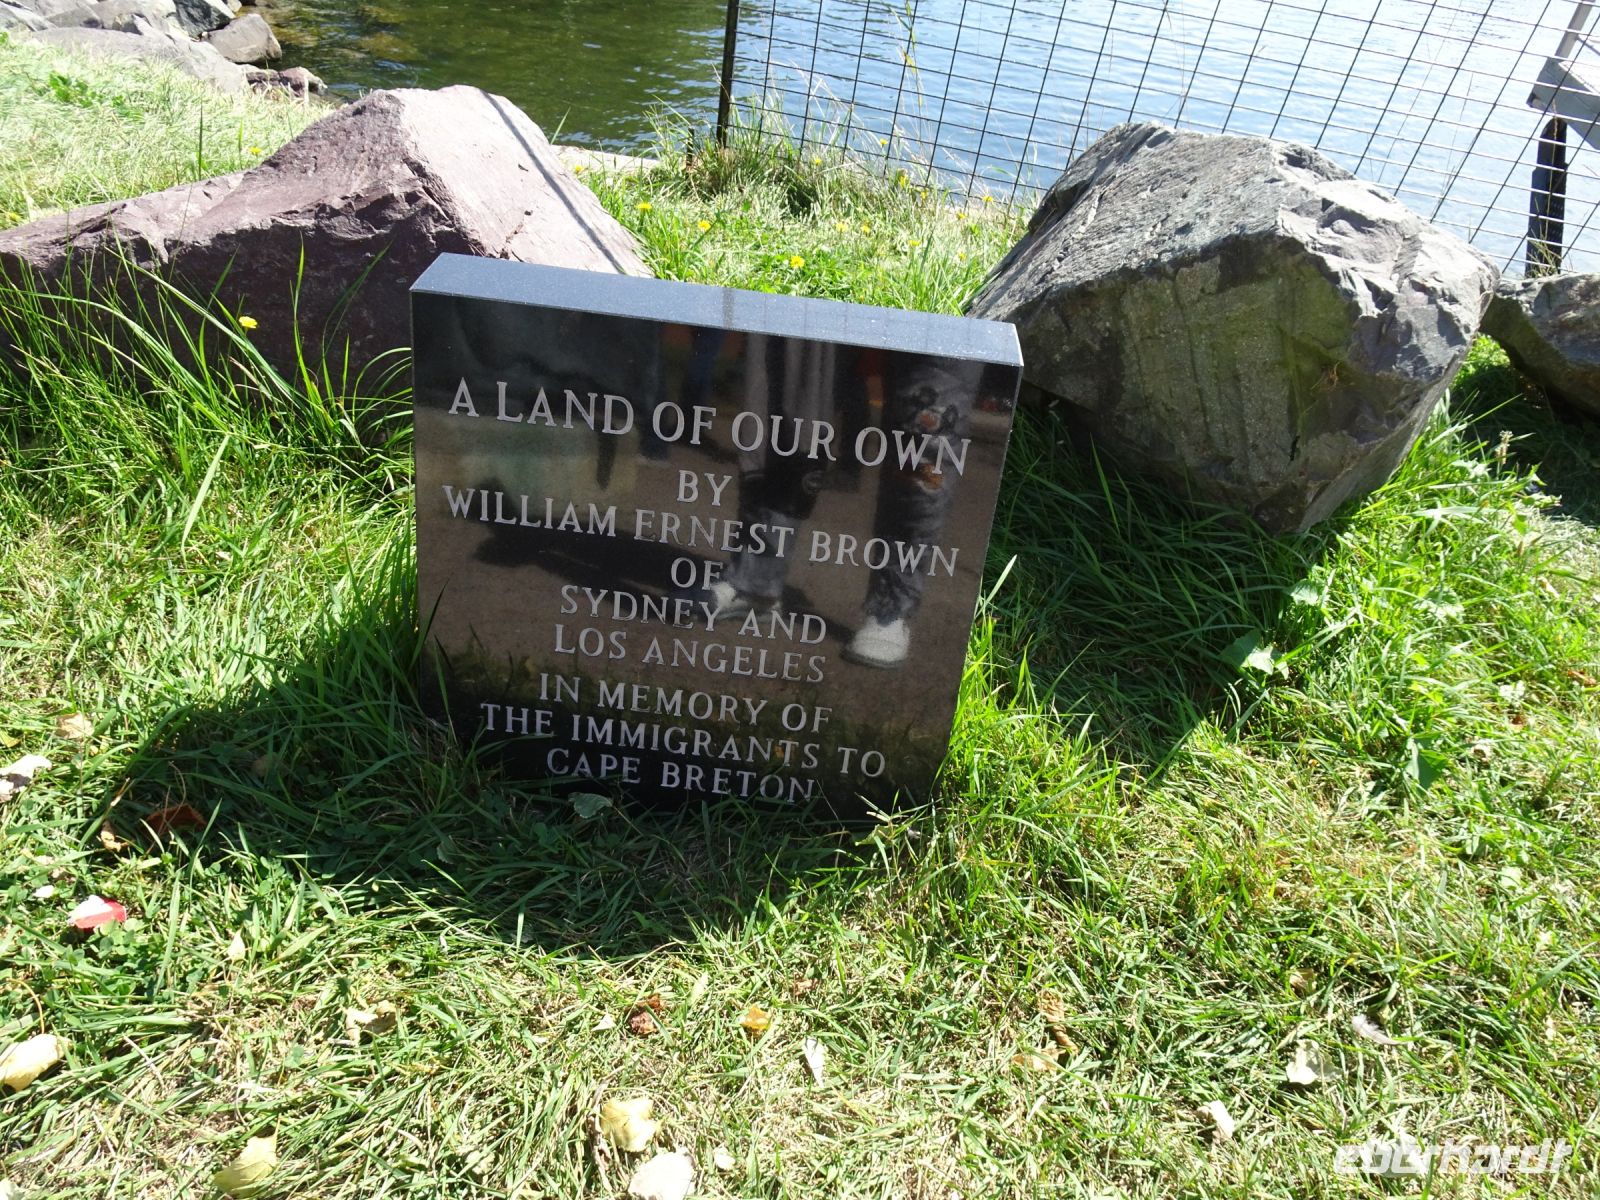 A LAND OF OUR OWN
BY
WILLIAM ERNEST BROWN
OF
SYDNEY AND
LOS ANGELES
IN MEMORY OF
THE IMMIGRANTS TO
CAPE BRETON
eberhardt